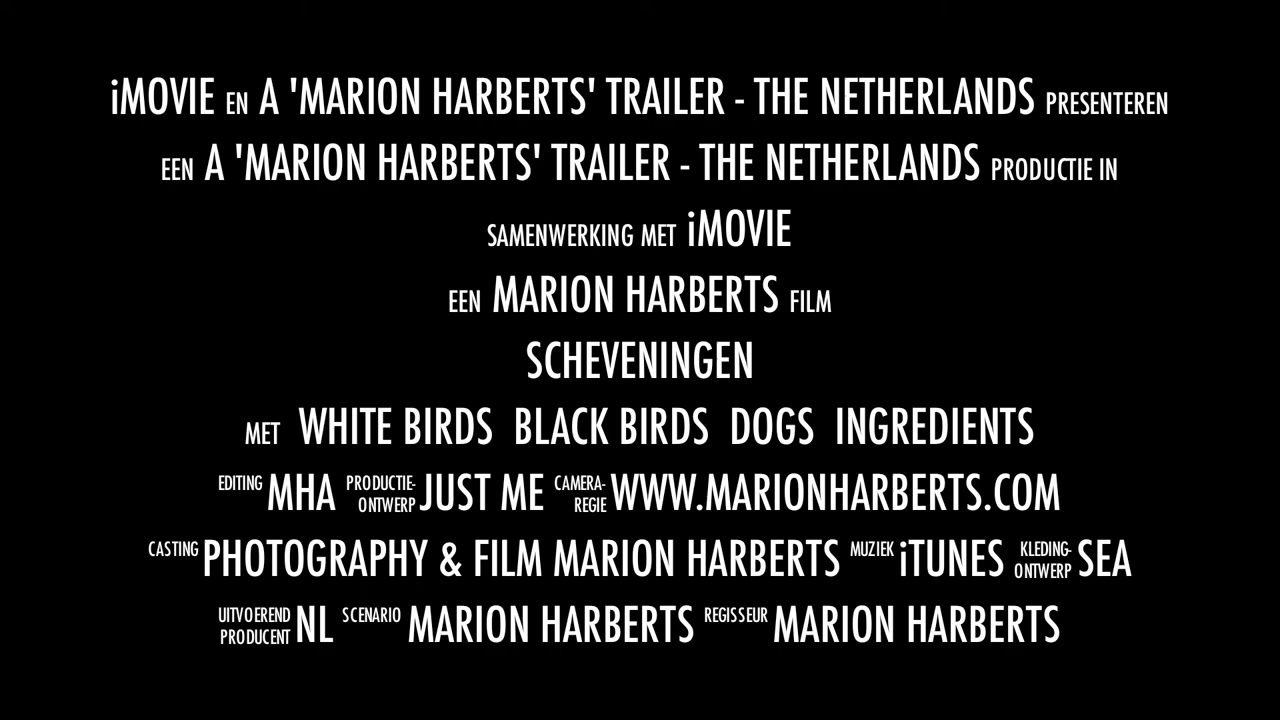 iMOVIE EN A 'MARION HARBERTS' TRAILER - THE NETHERLANDS PRESENTEREN
EEN A 'MARION HARBERTS' TRAILER - THE NETHERLANDS PRODUCTIE IN
SAMENWERKING MET iMOVIE
EEN MARION HARBERTS FILM
SCHEVENINGEN
MET WHITE BIRDS BLACK BIRDS DOGS INGREDIENTS
EDITING MHA PRODUCTIE-ONTWERP JUST ME CAMERA-REGIE WWW.MARIONHARBERTS.COM
CASTING PHOTOGRAPHY & FILM MARION HARBERTS MUZIEK iTUNES KLEDING-ONTWERP SEA
UITVOEREND PRODUCENT NL SCENARIO MARION HARBERTS REGISSEUR MARION HARBERTS